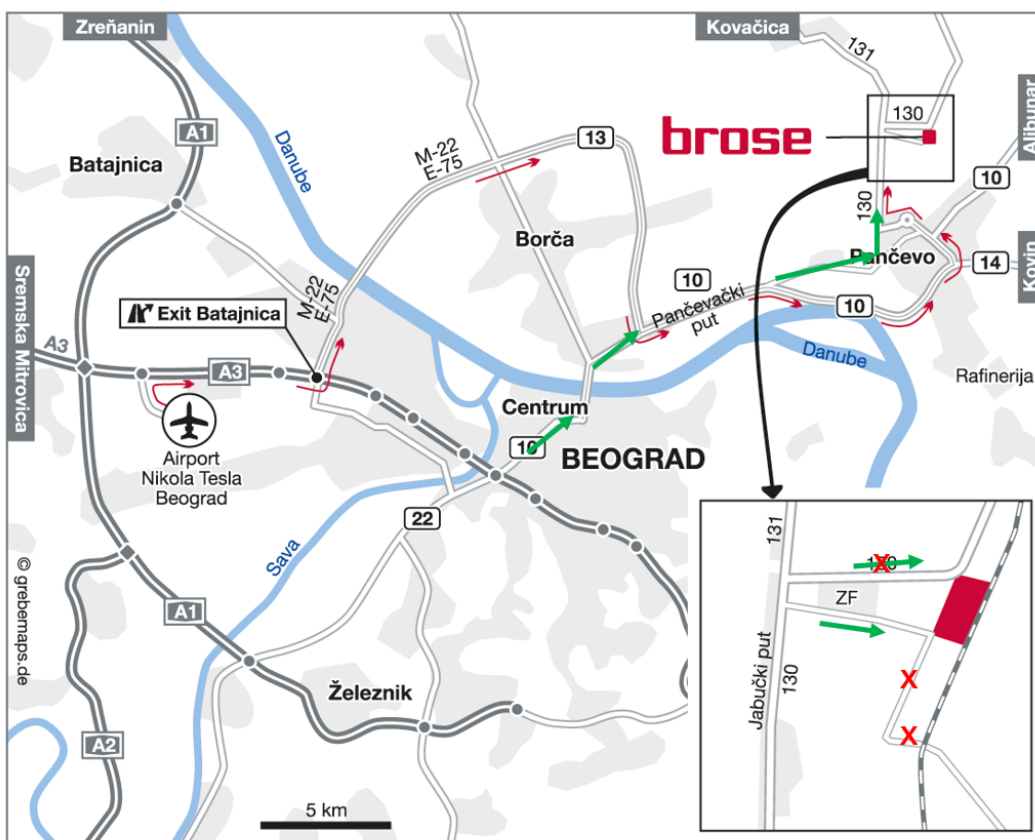 Zreńanin
Kovačica
131
A1
130
brose
Alibunar
Batajnica
Danube
M-22
E-75
13
10
130
Borča
Pančevo
Sremska Mitrovica
M-22
E-75
10
14
Kovin
Exit Batajnica
Pančevački
put
10
A3
A3
Danube
Rafinerija
Centrum
Airport
Nikola Tesla
Beograd
10
BEOGRAD
22
131
X
Sava
ZF
© grebemaps.de
A1
X
Jabučki put
130
Železnik
X
A2
5 km